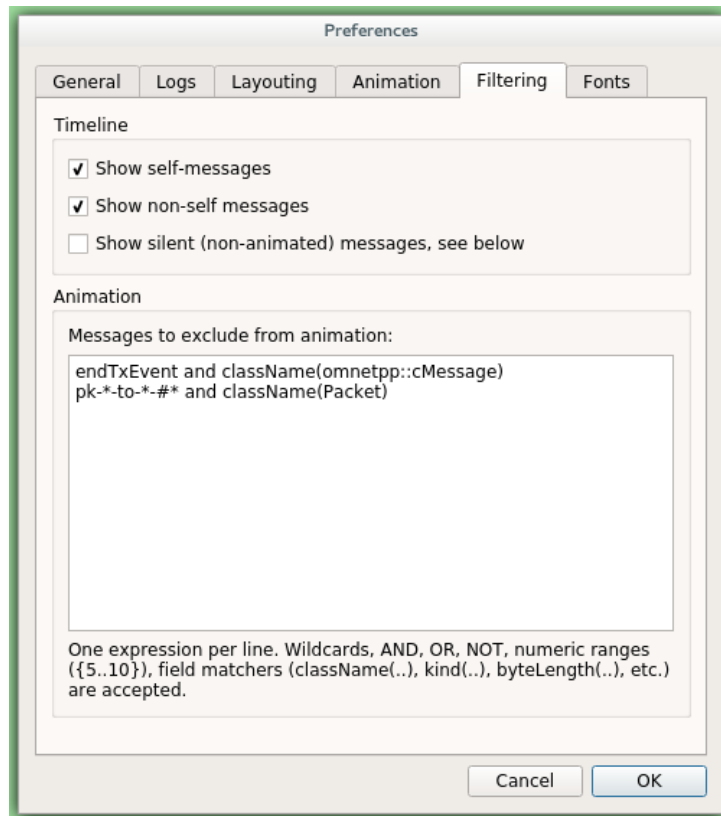 Preferences
General Logs Layouting Animation Filtering Fonts
Timeline
Show self-messages
Show non-self messages
Show silent (non-animated) messages, see below
Animation
Messages to exclude from animation:
endTxEvent and className(omnetpp::cMessage)
pk-*-to-*-#* and className(Packet)
One expression per line. Wildcards, AND, OR, NOT, numeric ranges
({5..10}), field matchers (className(..), kind(..), byteLength(..), etc.)
are accepted.
Cancel OK